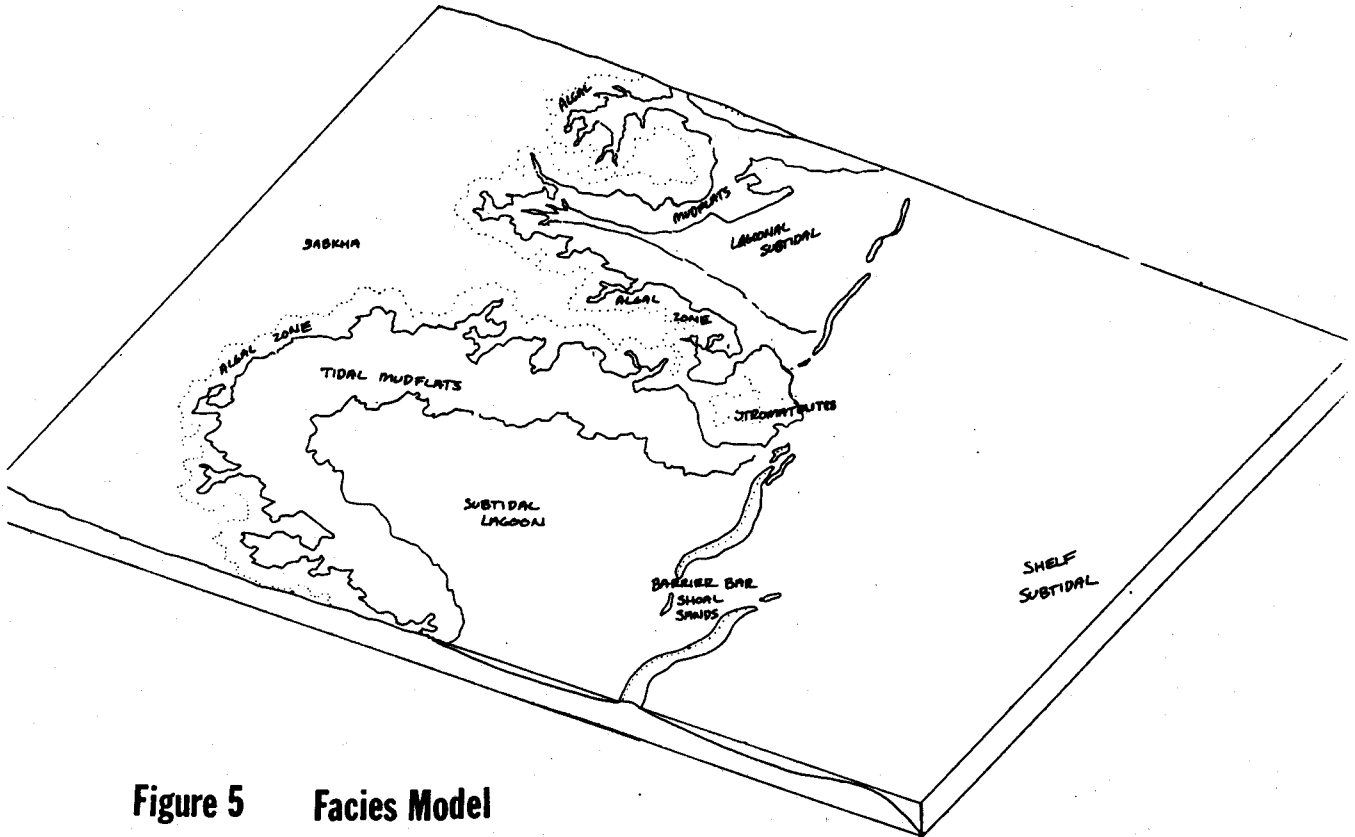 ALGAL
MUDFLATS
LAGOONAL
SUBTIDAL
SABKHA
ALGAL
ZONE
ALGAL ZONE
TIDAL MUDFLATS
STROMATOLITES
SUBTIDAL
LAGOON
BARRIER BAR
SHOAL
SANDS
SHELF
SUBTIDAL
Figure 5 Facies Model